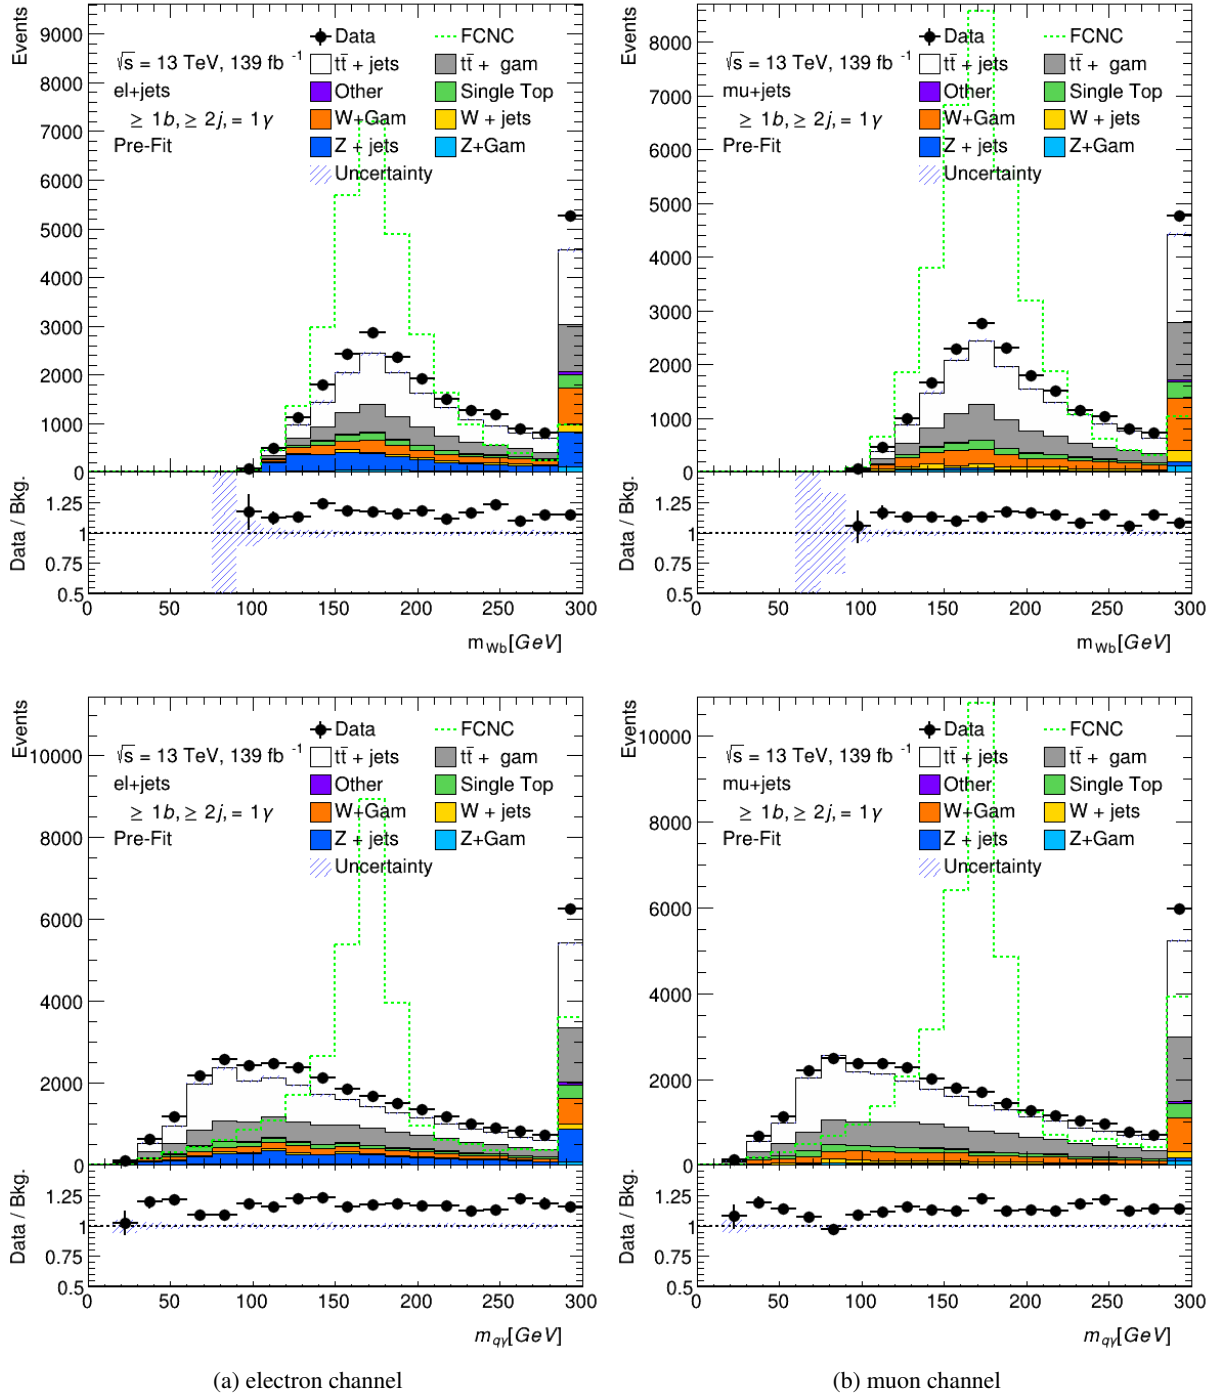 Events
9000
8000
7000
6000
5000
4000
3000
2000
1000
0
√s = 13 TeV, 139 fb⁻¹
el+jets
≥ 1b, ≥ 2j, = 1γ
Pre-Fit
Data FCNC
tt̄ + jets tt̄ + gam
Other Single Top
W+Gam W + jets
Z + jets Z+Gam
Uncertainty
Data / Bkg.
1.25
1
0.75
0.5
0 50 100 150 200 250 300
m_Wb[GeV]
Events
8000
7000
6000
5000
4000
3000
2000
1000
0
√s = 13 TeV, 139 fb⁻¹
mu+jets
≥ 1b, ≥ 2j, = 1γ
Pre-Fit
Data FCNC
tt̄ + jets tt̄ + gam
Other Single Top
W+Gam W + jets
Z + jets Z+Gam
Uncertainty
Data / Bkg.
1.25
1
0.75
0.5
0 50 100 150 200 250 300
m_Wb[GeV]
Events
10000
8000
6000
4000
2000
0
√s = 13 TeV, 139 fb⁻¹
el+jets
≥ 1b, ≥ 2j, = 1γ
Pre-Fit
Data FCNC
tt̄ + jets tt̄ + gam
Other Single Top
W+Gam W + jets
Z + jets Z+Gam
Uncertainty
Data / Bkg.
1.25
1
0.75
0.5
0 50 100 150 200 250 300
m_qγ[GeV]
Events
10000
8000
6000
4000
2000
0
√s = 13 TeV, 139 fb⁻¹
mu+jets
≥ 1b, ≥ 2j, = 1γ
Pre-Fit
Data FCNC
tt̄ + jets tt̄ + gam
Other Single Top
W+Gam W + jets
Z + jets Z+Gam
Uncertainty
Data / Bkg.
1.25
1
0.75
0.5
0 50 100 150 200 250 300
m_qγ[GeV]
(a) electron channel
(b) muon channel